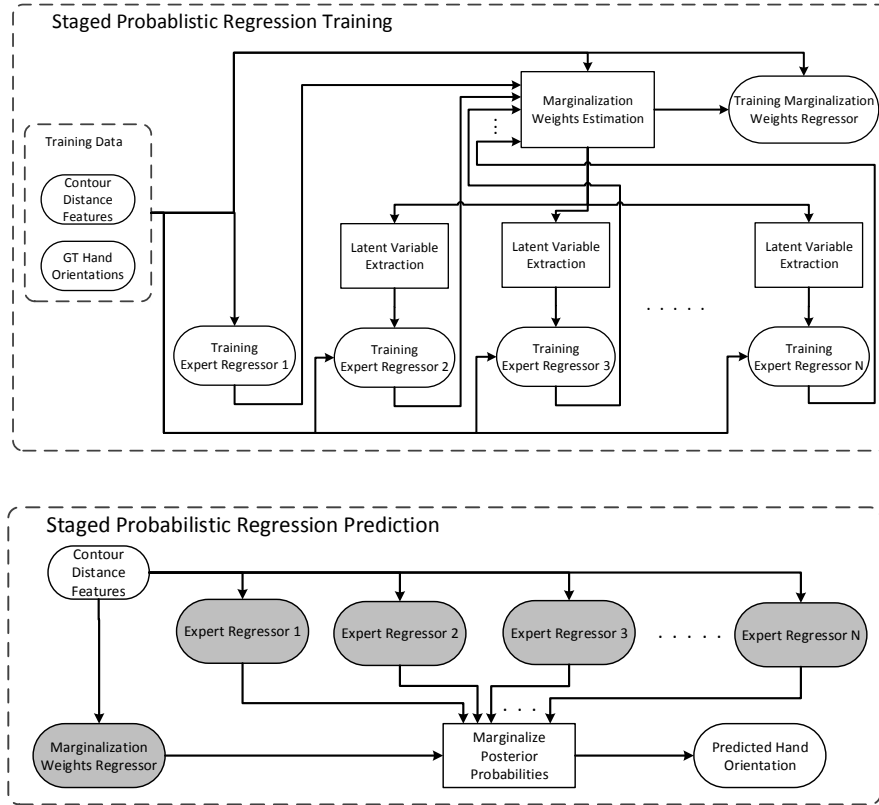 Staged Probablistic Regression Training
Training Data
Contour
Distance
Features
GT Hand
Orientations
Marginalization
Weights Estimation
Training Marginalization
Weights Regressor
Latent Variable
Extraction
Latent Variable
Extraction
Latent Variable
Extraction
Training
Expert Regressor 1
Training
Expert Regressor 2
Training
Expert Regressor 3
Training
Expert Regressor N
Staged Probabilistic Regression Prediction
Contour
Distance
Features
Expert Regressor 1
Expert Regressor 2
Expert Regressor 3
Expert Regressor N
Marginalization
Weights Regressor
Marginalize
Posterior
Probabilities
Predicted Hand
Orientation